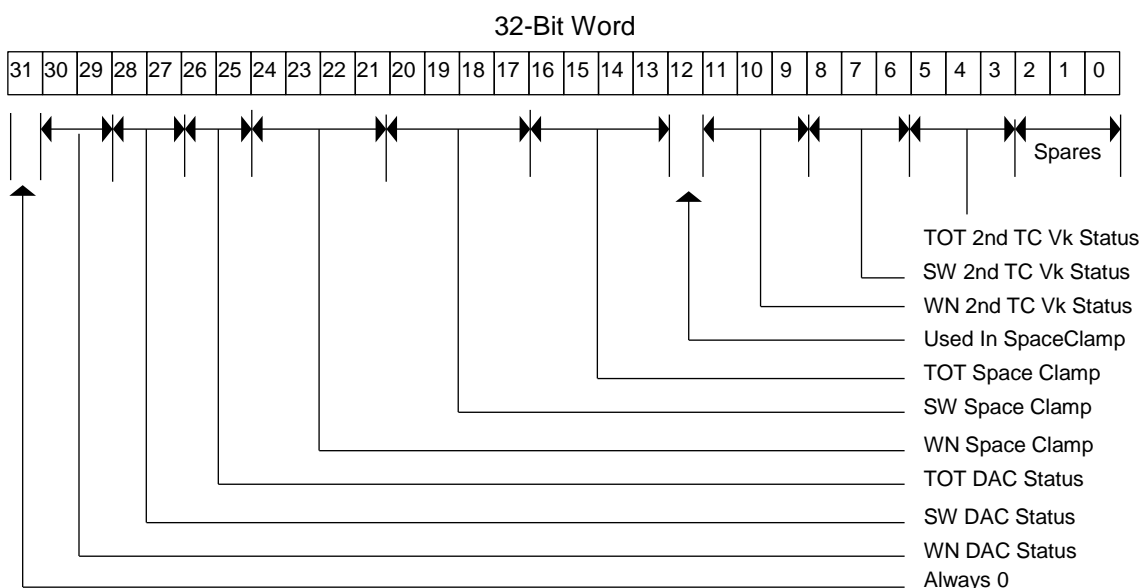 32-Bit Word
31 30 29 28 27 26 25 24 23 22 21 20 19 18 17 16 15 14 13 12 11 10 9 8 7 6 5 4 3 2 1 0
Spares
TOT 2nd TC Vk Status
SW 2nd TC Vk Status
WN 2nd TC Vk Status
Used In SpaceClamp
TOT Space Clamp
SW Space Clamp
WN Space Clamp
TOT DAC Status
SW DAC Status
WN DAC Status
Always 0